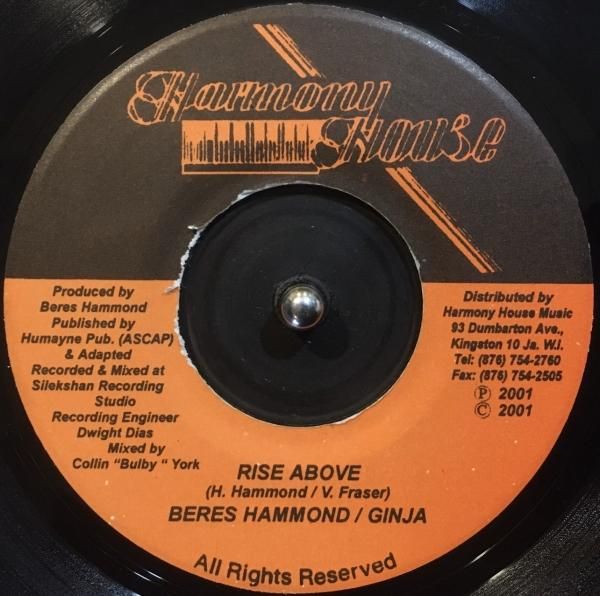 Harmony
House
Produced by
Beres Hammond
Published by
Humayne Pub. (ASCAP)
& Adapted
Recorded & Mixed at
Silekshan Recording
Studio
Recording Engineer
Dwight Dias
Mixed by
Collin "Bulby " York
Distributed by
Harmony House Music
93 Dumbarton Ave.,
Kingston 10 Ja. W.I.
Tel: (876) 754-2760
Fax: (876) 754-2505
℗ 2001
© 2001
RISE ABOVE
(H. Hammond / V. Fraser)
BERES HAMMOND / GINJA
All Rights Reserved